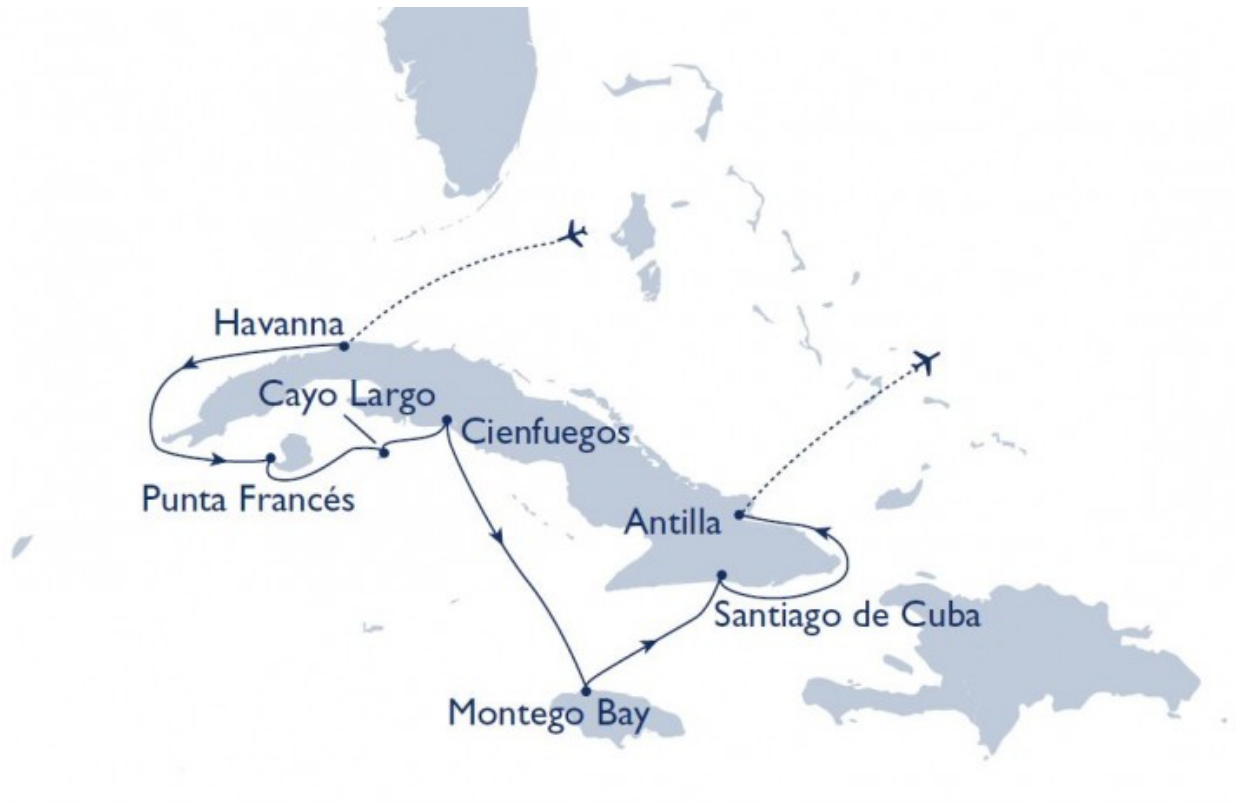 Havanna
Cayo Largo
Cienfuegos
Punta Francés
Antilla
Santiago de Cuba
Montego Bay